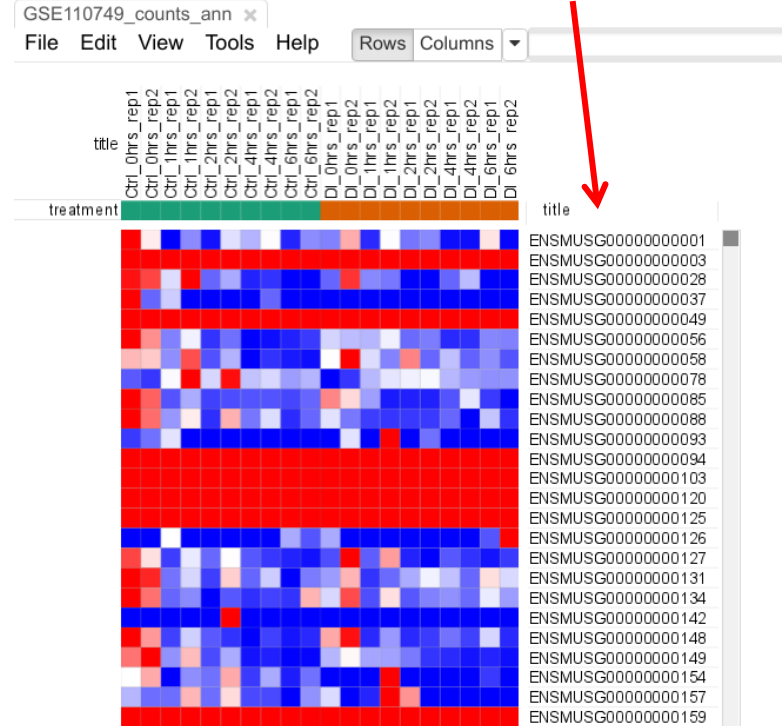 GSE110749_counts_ann ×
File Edit View Tools Help Rows Columns
title
Ctrl_0hrs_rep1
Ctrl_0hrs_rep2
Ctrl_1hrs_rep1
Ctrl_1hrs_rep2
Ctrl_2hrs_rep1
Ctrl_2hrs_rep2
Ctrl_4hrs_rep1
Ctrl_4hrs_rep2
Ctrl_6hrs_rep1
Ctrl_6hrs_rep2
DI_0hrs_rep1
DI_0hrs_rep2
DI_1hrs_rep1
DI_1hrs_rep2
DI_2hrs_rep1
DI_2hrs_rep2
DI_4hrs_rep1
DI_4hrs_rep2
DI_6hrs_rep1
DI_6hrs_rep2
treatment
title
ENSMUSG00000000001
ENSMUSG00000000003
ENSMUSG00000000028
ENSMUSG00000000037
ENSMUSG00000000049
ENSMUSG00000000056
ENSMUSG00000000058
ENSMUSG00000000078
ENSMUSG00000000085
ENSMUSG00000000088
ENSMUSG00000000093
ENSMUSG00000000094
ENSMUSG00000000103
ENSMUSG00000000120
ENSMUSG00000000125
ENSMUSG00000000126
ENSMUSG00000000127
ENSMUSG00000000131
ENSMUSG00000000134
ENSMUSG00000000142
ENSMUSG00000000148
ENSMUSG00000000149
ENSMUSG00000000154
ENSMUSG00000000157
ENSMUSG00000000159